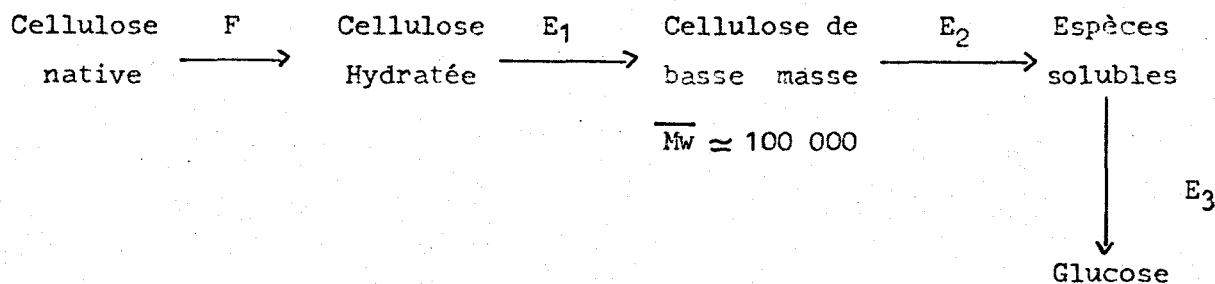 Cellulose F Cellulose E1 Cellulose de E2 Espèces
native Hydratée basse masse solubles
Mw ≃ 100 000
E3
Glucose